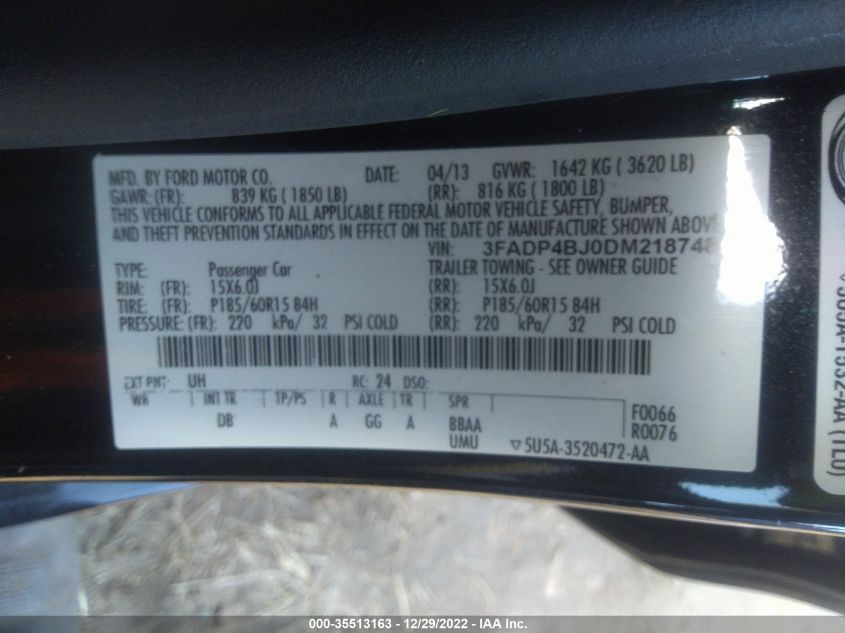 MFD. BY FORD MOTOR CO. DATE: 04/13 GVWR: 1642 KG ( 3620 LB)
GAWR: (FR): 839 KG ( 1850 LB) (RR): 816 KG ( 1800 LB)
THIS VEHICLE CONFORMS TO ALL APPLICABLE FEDERAL MOTOR VEHICLE SAFETY, BUMPER,
AND THEFT PREVENTION STANDARDS IN EFFECT ON THE DATE OF MANUFACTURE SHOWN ABOVE
VIN: 3FADP4BJ0DM218748
TYPE: Passenger Car TRAILER TOWING - SEE OWNER GUIDE
RIM: (FR): 15X6.0J (RR): 15X6.0J
TIRE: (FR): P185/60R15 84H (RR): P185/60R15 84H
PRESSURE: (FR): 220 kPa/ 32 PSI COLD (RR): 220 kPa/ 32 PSI COLD
EXT PNT: UH RC: 24 DSO:
WB INT TR TP/PS R AXLE TR SPR
DB A GG A BBAA
UMU
F0066
R0076
▽5U5A-3520472-AA
000-35513163 - 12/29/2022 - IAA Inc.